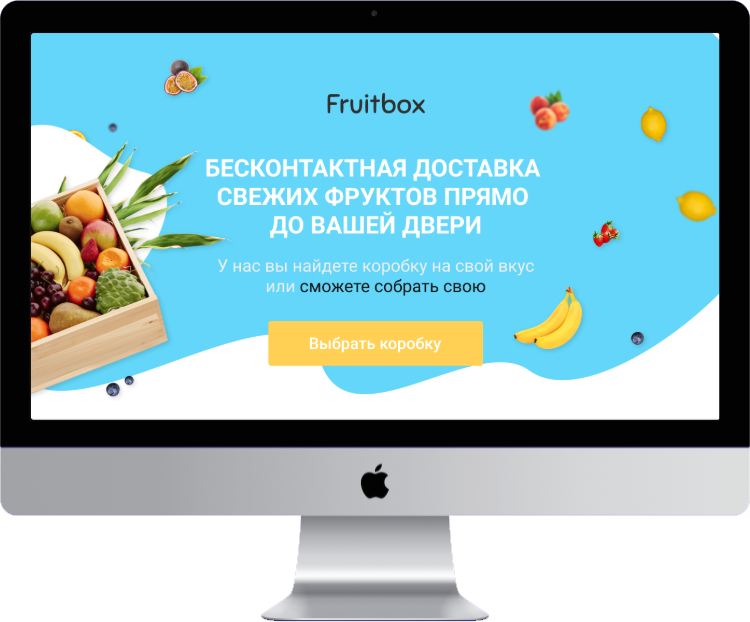 Fruitbox
БЕСКОНТАКТНАЯ ДОСТАВКА
СВЕЖИХ ФРУКТОВ ПРЯМО
ДО ВАШЕЙ ДВЕРИ
У нас вы найдете коробку на свой вкус
или сможете собрать свою
Выбрать коробку